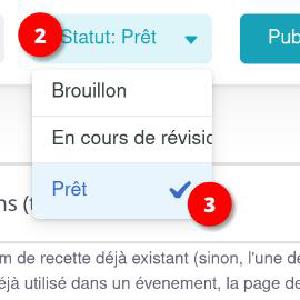 2 Statut: Prêt Pub
Brouillon
En cours de révisio
Prêt 3
ns (
m de recette déjà existant (sinon, l'une de
éjà utilisé dans un évenement, la page de